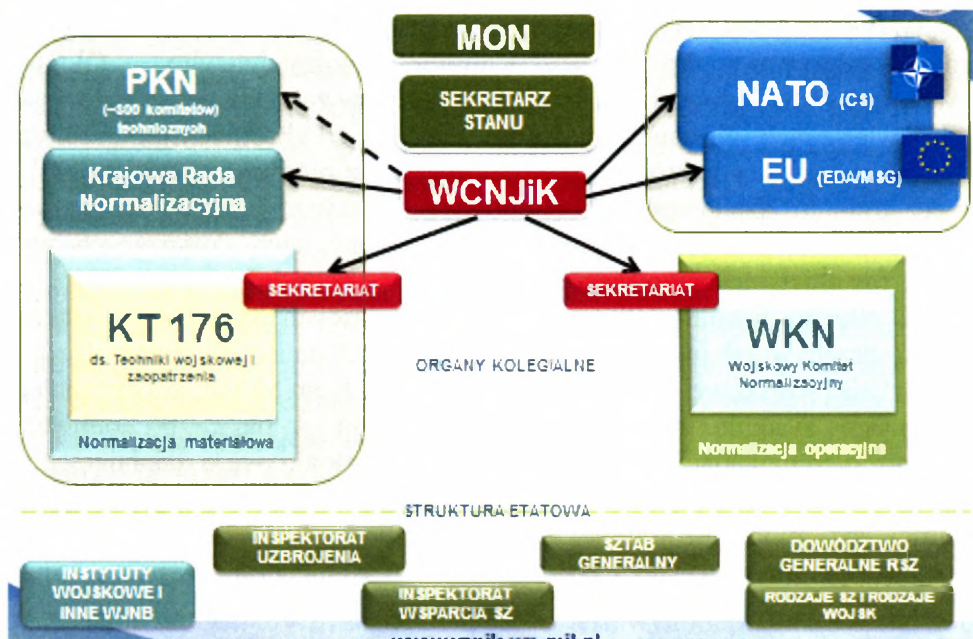 MON
PKN
(~300 komitetów)
technicznych
SEKRETARZ
STANU
NATO (CS)
EU (EDA/MSG)
Krajowa Rada
Normalizacyjna
WCNJiK
SEKRETARIAT
SEKRETARIAT
KT 176
ds. Techniki wojskowej i
zaopatrzenia
Normalizacja materiałowa
ORGANY KOLEGIALNE
WKN
Wojskowy Komitet
Normalizacyjny
Normalizacja operacyjna
STRUKTURA ETATOWA
INSPEKTORAT
UZBROJENIA
SZTAB
GENERALNY
DOWÓDZTWO
GENERALNE RSZ
INSTYTUTY
WOJSKOWE I
INNE WJNB
INSPEKTORAT
WSPARCIA SZ
RODZAJE SZ I RODZAJE
WOJSK